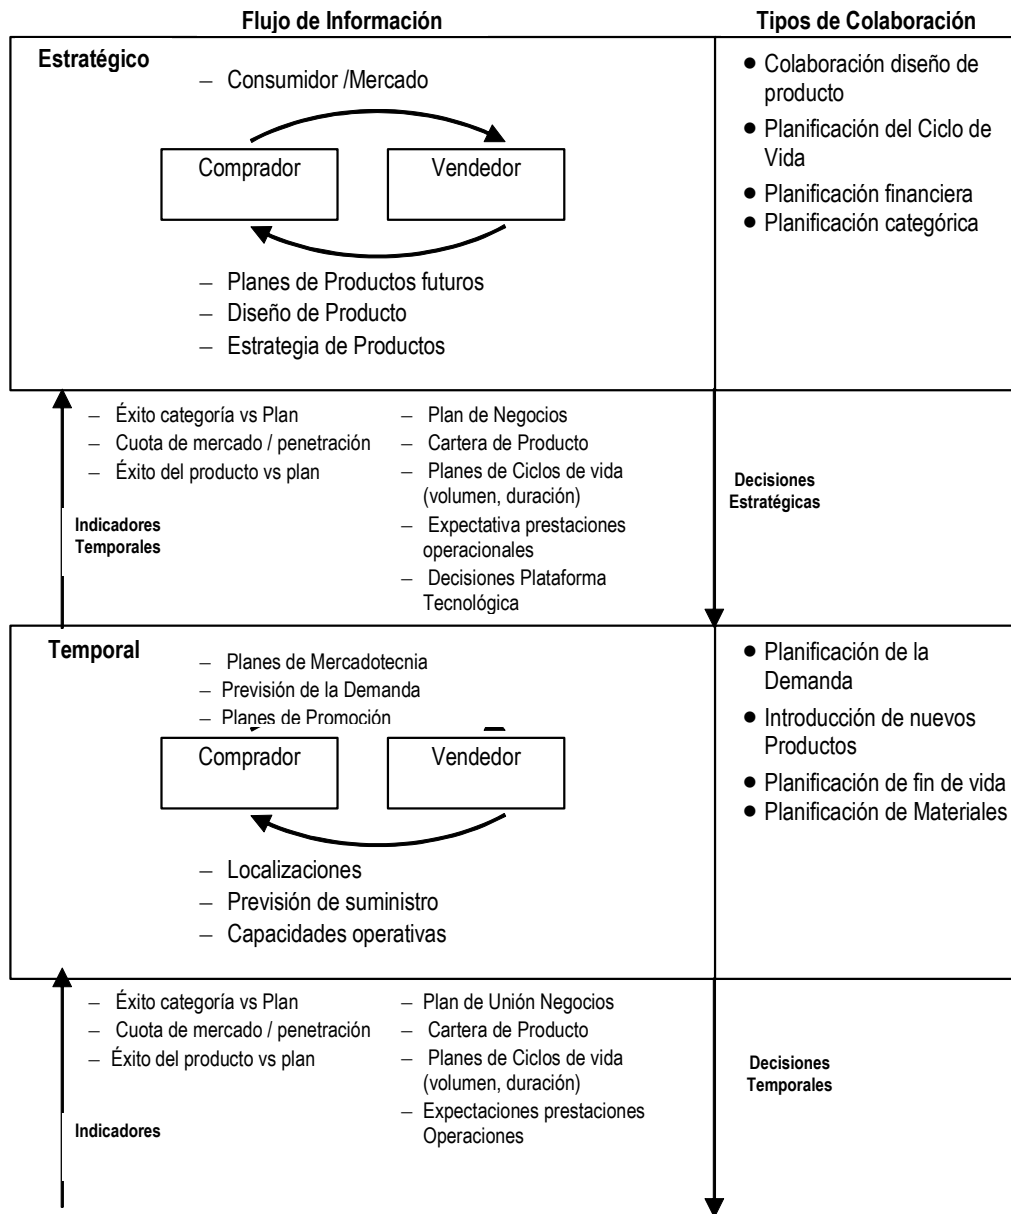 Flujo de Información
Tipos de Colaboración
Estratégico
– Consumidor /Mercado
Comprador
Vendedor
– Planes de Productos futuros
– Diseño de Producto
– Estrategia de Productos
● Colaboración diseño de
producto
● Planificación del Ciclo de
Vida
● Planificación financiera
● Planificación categórica
– Éxito categoría vs Plan
– Cuota de mercado / penetración
– Éxito del producto vs plan
Indicadores
Temporales
– Plan de Negocios
– Cartera de Producto
– Planes de Ciclos de vida
(volumen, duración)
– Expectativa prestaciones
operacionales
– Decisiones Plataforma
Tecnológica
Decisiones
Estratégicas
Temporal
– Planes de Mercadotecnia
– Previsión de la Demanda
– Planes de Promoción
Comprador
Vendedor
– Localizaciones
– Previsión de suministro
– Capacidades operativas
● Planificación de la
Demanda
● Introducción de nuevos
Productos
● Planificación de fin de vida
● Planificación de Materiales
– Éxito categoría vs Plan
– Cuota de mercado / penetración
– Éxito del producto vs plan
Indicadores
– Plan de Unión Negocios
– Cartera de Producto
– Planes de Ciclos de vida
(volumen, duración)
– Expectaciones prestaciones
Operaciones
Decisiones
Temporales